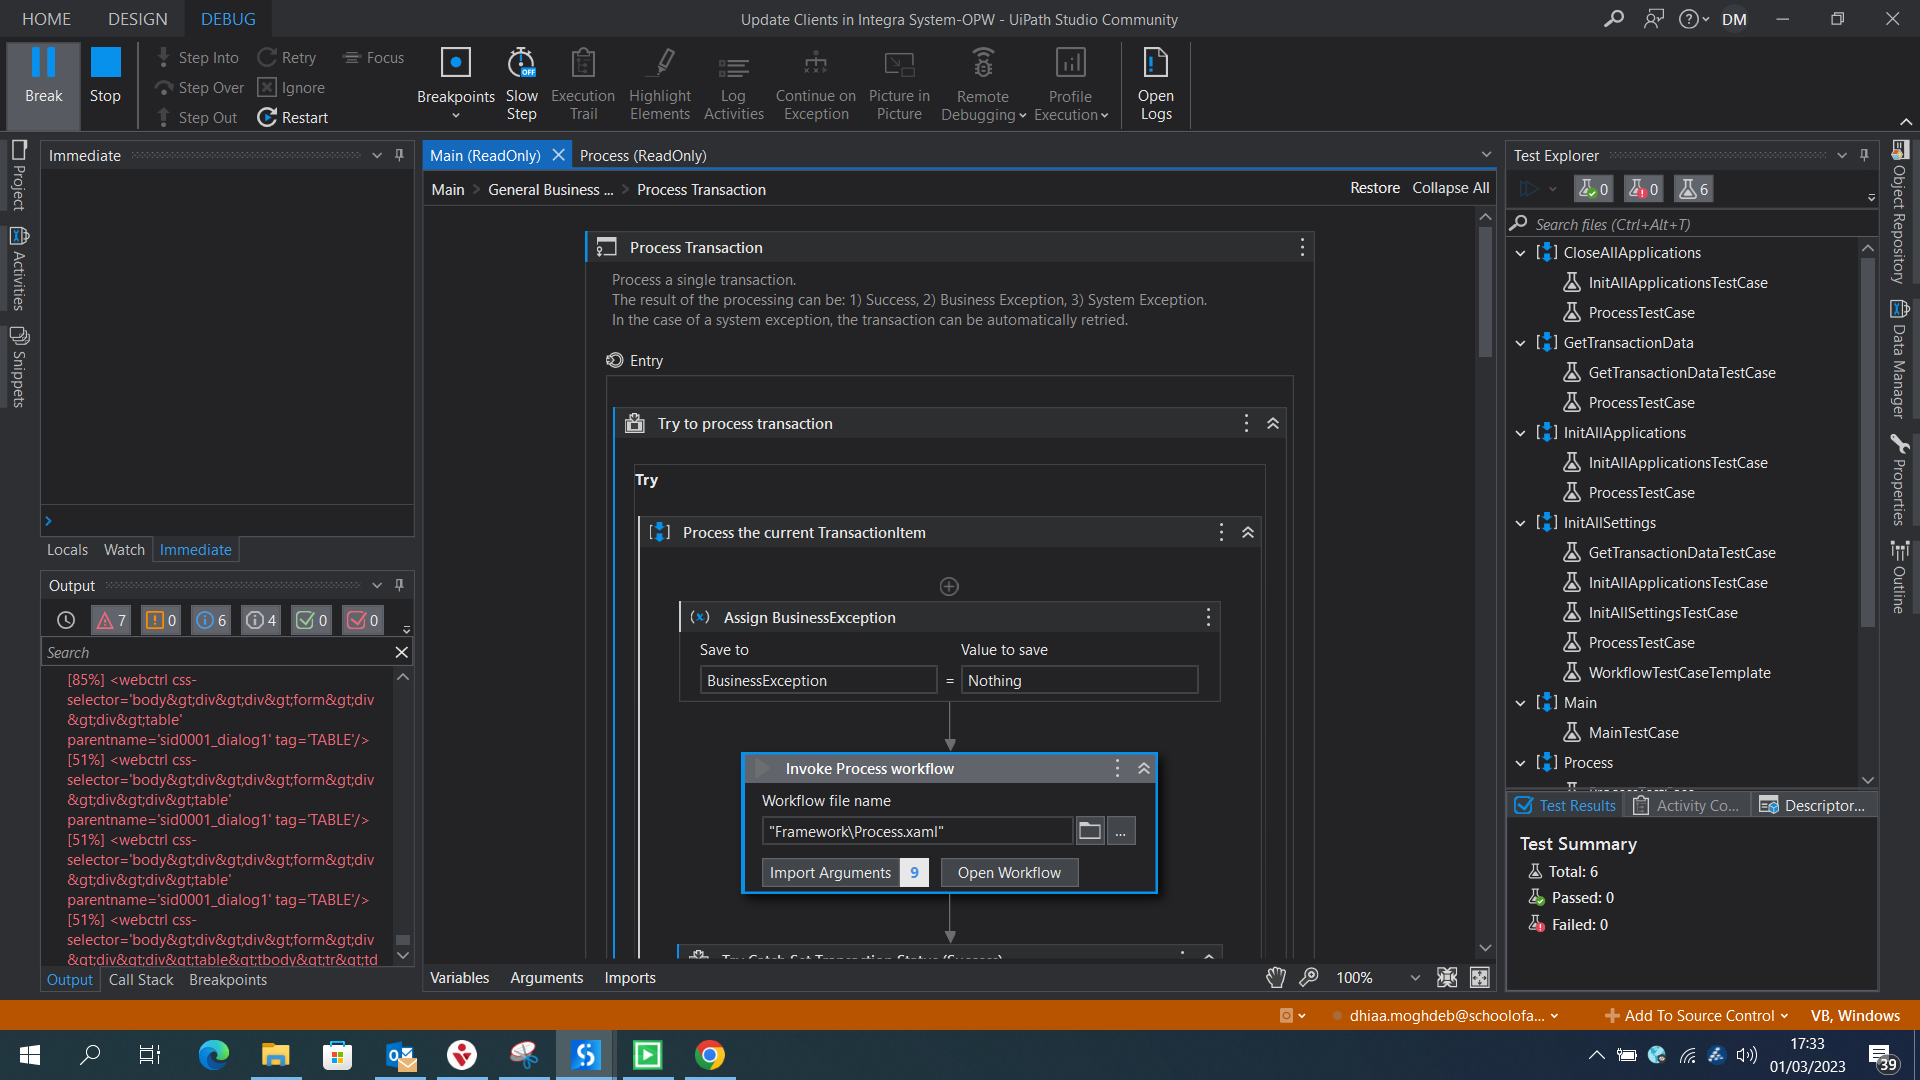 HOME DESIGN DEBUG
Update Clients in Integra System-OPW - UiPath Studio Community
DM
Break
Stop
Step Into
Step Over
Step Out
Retry
Ignore
Restart
Focus
Breakpoints
Slow
Step
OFF
Execution
Trail
Highlight
Elements
Log
Activities
Continue on
Exception
Picture in
Picture
Remote
Debugging
Profile
Execution
Open
Logs
Project
Activities
Snippets
Immediate
Locals Watch Immediate
Output
7 0 6 4 0 0
Search
[85%] <webctrl css-
selector='body&gt;div&gt;div&gt;form&gt;div
&gt;div&gt;table'
parentname='sid0001_dialog1' tag='TABLE'/>
[51%] <webctrl css-
selector='body&gt;div&gt;div&gt;form&gt;div
&gt;div&gt;div&gt;table'
parentname='sid0001_dialog1' tag='TABLE'/>
[51%] <webctrl css-
selector='body&gt;div&gt;div&gt;form&gt;div
&gt;div&gt;div&gt;table'
parentname='sid0001_dialog1' tag='TABLE'/>
[51%] <webctrl css-
selector='body&gt;div&gt;div&gt;form&gt;div
&gt;div&gt;div&gt;table&gt;tbody&gt;tr&gt;td
Output Call Stack Breakpoints
Main (ReadOnly) Process (ReadOnly)
Main > General Business ... > Process Transaction
Restore Collapse All
Process Transaction
Process a single transaction.
The result of the processing can be: 1) Success, 2) Business Exception, 3) System Exception.
In the case of a system exception, the transaction can be automatically retried.
Entry
Try to process transaction
Try
Process the current TransactionItem
Assign BusinessException
Save to Value to save
BusinessException = Nothing
Invoke Process workflow
Workflow file name
"Framework\Process.xaml"
...
Import Arguments 9 Open Workflow
Try Catch Set Transaction Status (Success)
Variables Arguments Imports
100%
Test Explorer
0 0 6
Search files (Ctrl+Alt+T)
CloseAllApplications
InitAllApplicationsTestCase
ProcessTestCase
GetTransactionData
GetTransactionDataTestCase
ProcessTestCase
InitAllApplications
InitAllApplicationsTestCase
ProcessTestCase
InitAllSettings
GetTransactionDataTestCase
InitAllApplicationsTestCase
InitAllSettingsTestCase
ProcessTestCase
WorkflowTestCaseTemplate
Main
MainTestCase
Process
Test Results Activity Co... Descriptor...
Test Summary
Total: 6
Passed: 0
Failed: 0
Object Repository
Data Manager
Properties
Outline
dhiaa.moghdeb@schoolofa...
Add To Source Control
VB, Windows
17:33
01/03/2023
39